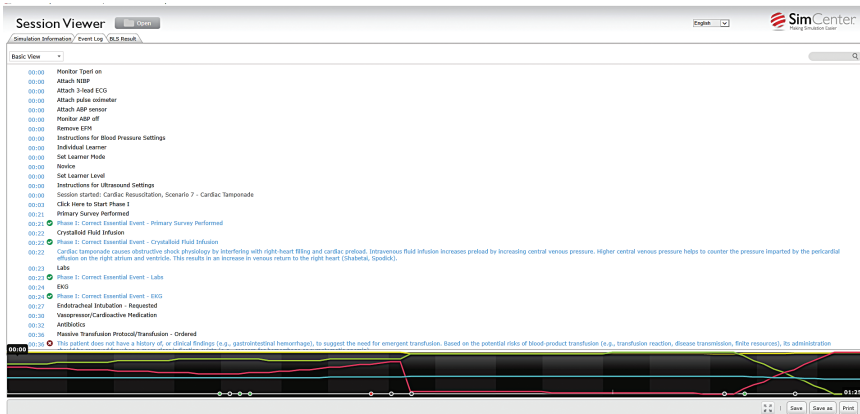 Session Viewer
Open
English
SimCenter
Making Simulation Easier
Simulation Information
Event Log
BLS Result
Basic View
00:00 Monitor Tperi on
00:00 Attach NIBP
00:00 Attach 3-lead ECG
00:00 Attach pulse oximeter
00:00 Attach ABP sensor
00:00 Monitor ABP off
00:00 Remove EFM
00:00 Instructions for Blood Pressure Settings
00:00 Individual Learner
00:00 Set Learner Mode
00:00 Novice
00:00 Set Learner Level
00:00 Instructions for Ultrasound Settings
00:00 Session started: Cardiac Resuscitation, Scenario 7 - Cardiac Tamponade
00:03 Click Here to Start Phase I
00:21 Primary Survey Performed
00:21 Phase I: Correct Essential Event - Primary Survey Performed
00:22 Crystalloid Fluid Infusion
00:22 Phase I: Correct Essential Event - Crystalloid Fluid Infusion
00:22 Cardiac tamponade causes obstructive shock physiology by interfering with right-heart filling and cardiac preload. Intravenous fluid infusion increases preload by increasing central venous pressure. Higher central venous pressure helps to counter the pressure imparted by the pericardial
effusion on the right atrium and ventricle. This results in an increase in venous return to the right heart (Shabetai, Spodick).
00:23 Labs
00:23 Phase I: Correct Essential Event - Labs
00:24 EKG
00:24 Phase I: Correct Essential Event - EKG
00:27 Endotracheal Intubation - Requested
00:30 Vasopressor/Cardioactive Medication
00:32 Antibiotics
00:36 Massive Transfusion Protocol/Transfusion - Ordered
00:36 This patient does not have a history of, or clinical findings (e.g., gastrointestinal hemorrhage), to suggest the need for emergent transfusion. Based on the potential risks of blood-product transfusion (e.g., transfusion reaction, disease transmission, finite resources), its administration
00:00
01:25
Save
Save as
Print